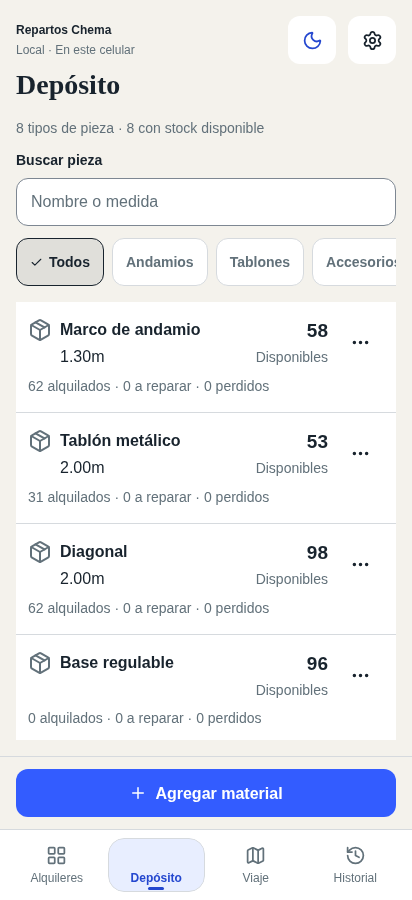 Repartos Chema
Local · En este celular
Depósito
8 tipos de pieza · 8 con stock disponible
Buscar pieza
Nombre o medida
Todos
Andamios
Tablones
Accesorios
Marco de andamio
58
1.30m
Disponibles
62 alquilados · 0 a reparar · 0 perdidos
Tablón metálico
53
2.00m
Disponibles
31 alquilados · 0 a reparar · 0 perdidos
Diagonal
98
2.00m
Disponibles
62 alquilados · 0 a reparar · 0 perdidos
Base regulable
96
Disponibles
0 alquilados · 0 a reparar · 0 perdidos
Agregar material
Alquileres
Depósito
Viaje
Historial